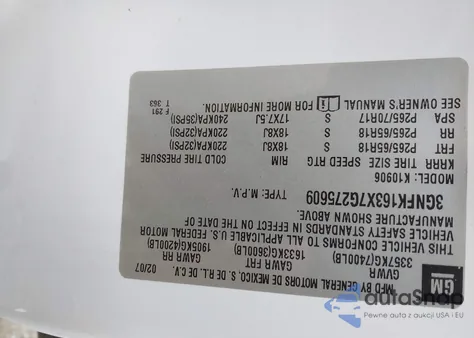 GM
MFD BY GENERAL MOTORS DE MEXICO, S. DE R.L. DE C.V.
02/07
GVWR
GAWR FRT
GAWR RR
3357KG(7400LB)
1633KG(3600LB)
1905KG(4200LB)
THIS VEHICLE CONFORMS TO ALL APPLICABLE U.S. FEDERAL MOTOR
VEHICLE SAFETY STANDARDS IN EFFECT ON THE DATE OF
MANUFACTURE SHOWN ABOVE.
3GNFK163X7G275609
TYPE: M.P.V.
MODEL: K10906
KRRR TIRE SIZE SPEED RTG RIM COLD TIRE PRESSURE
FRT P265/65R18 S 18X8J 220KPA(32PSI)
RR P265/65R18 S 18X8J 220KPA(32PSI)
SPA P265/70R17 S 17X7.5J 240KPA(35PSI)
SEE OWNER'S MANUAL FOR MORE INFORMATION
F 291
T 363
autaSnap
Pewne auto z aukcji USA i EU